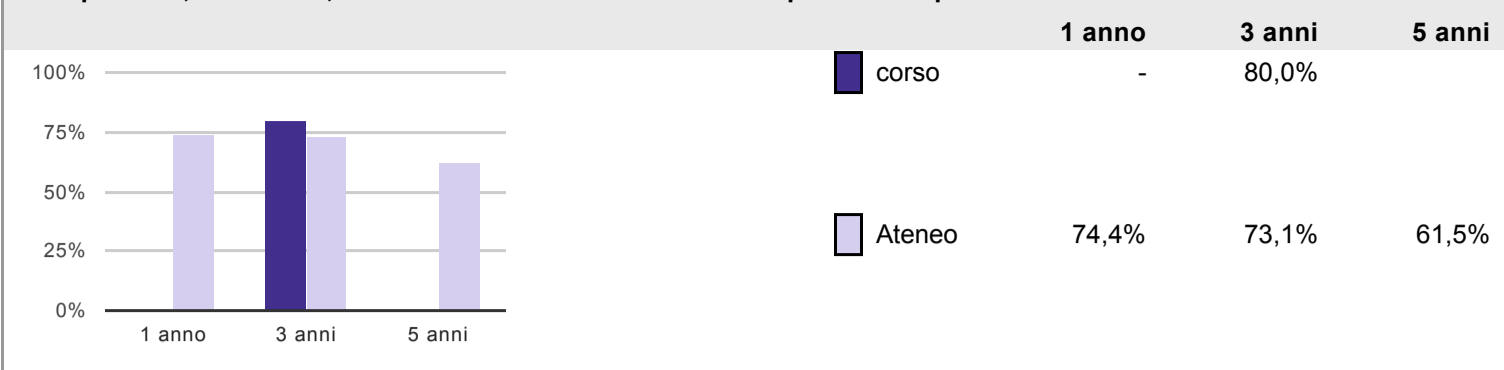 1 anno 3 anni 5 anni
100%
75%
50%
25%
0%
1 anno 3 anni 5 anni
corso - 80,0%
Ateneo 74,4% 73,1% 61,5%